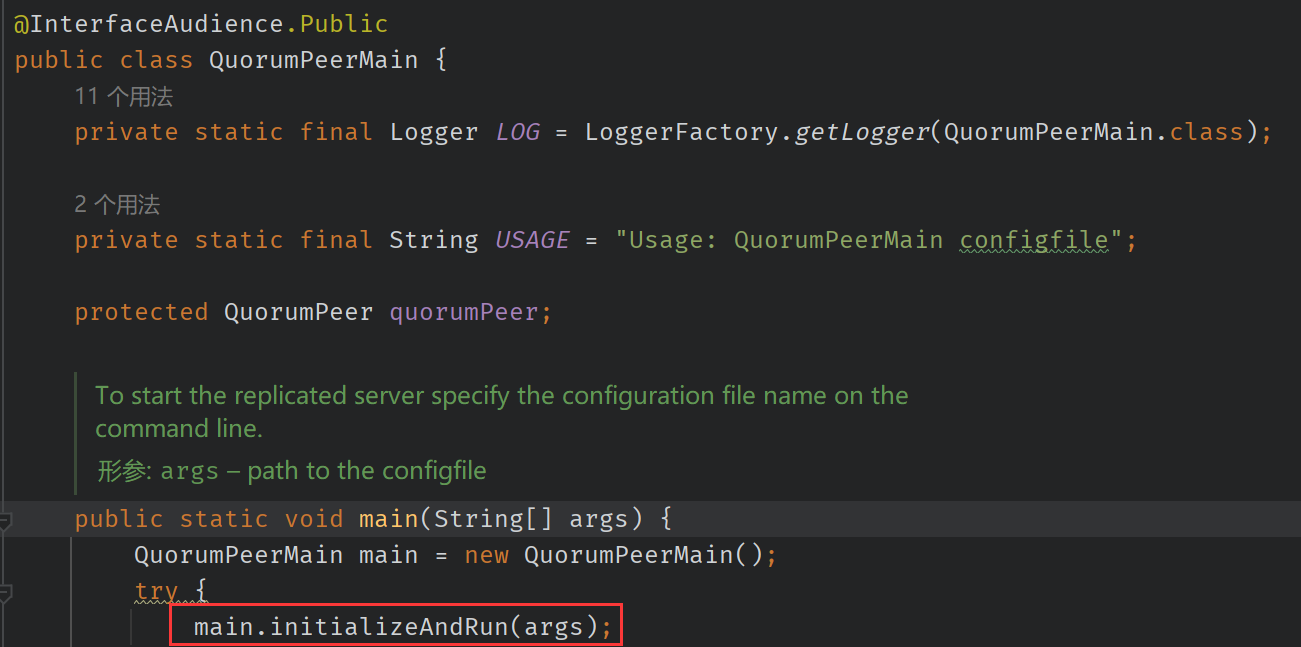 @InterfaceAudience.Public
public class QuorumPeerMain {
11 个用法
private static final Logger LOG = LoggerFactory.getLogger(QuorumPeerMain.class);
2 个用法
private static final String USAGE = "Usage: QuorumPeerMain configfile";
protected QuorumPeer quorumPeer;
To start the replicated server specify the configuration file name on the
command line.
形参: args – path to the configfile
public static void main(String[] args) {
QuorumPeerMain main = new QuorumPeerMain();
try {
main.initializeAndRun(args);